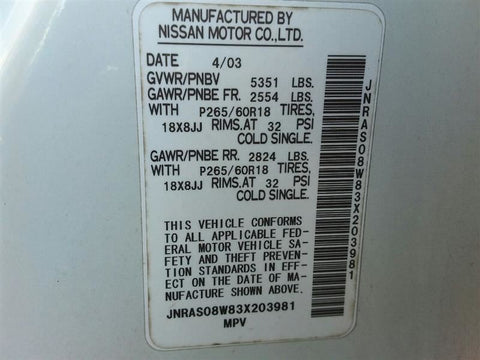 MANUFACTURED BY
NISSAN MOTOR CO.,LTD.
DATE 4/03
GVWR/PNBV 5351 LBS.
GAWR/PNBE FR. 2554 LBS.
WITH P265/60R18 TIRES,
18X8JJ RIMS.AT 32 PSI
COLD SINGLE.
GAWR/PNBE RR. 2824 LBS.
WITH P265/60R18 TIRES,
18X8JJ RIMS.AT 32 PSI
COLD SINGLE.
THIS VEHICLE CONFORMS
TO ALL APPLICABLE FED-
ERAL MOTOR VEHICLE SA-
FETY AND THEFT PREVEN-
TION STANDARDS IN EFF-
ECT ON THE DATE OF MA-
NUFACTURE SHOWN ABOVE.
JNRAS08W83X203981
MPV
JNRAS08W83X203981